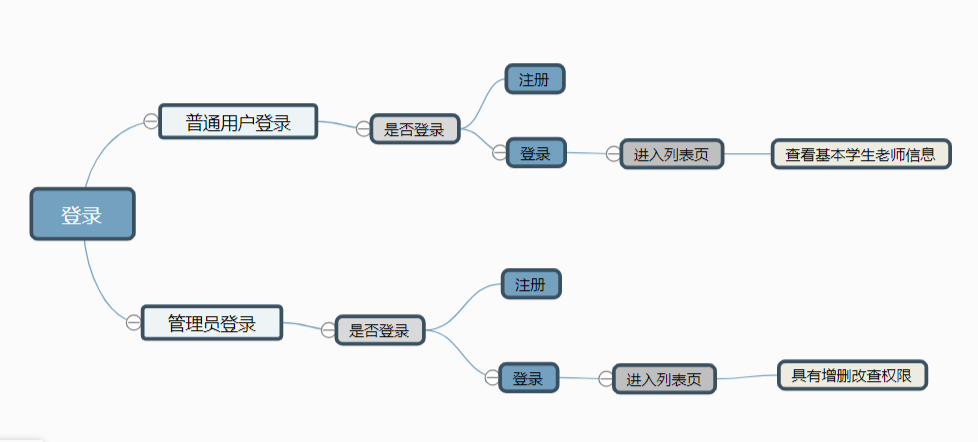 注册
普通用户登录
是否登录
登录
进入列表页
查看基本学生老师信息
登录
注册
管理员登录
是否登录
登录
进入列表页
具有增删改查权限